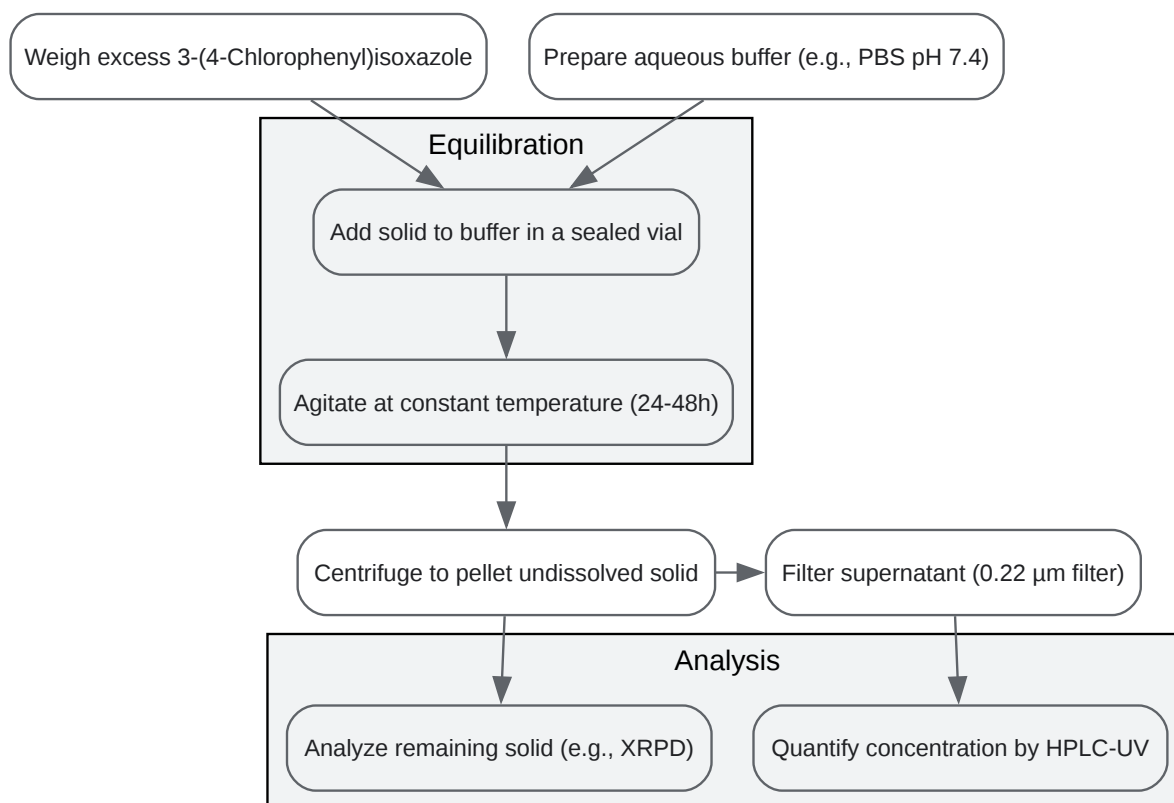 Weigh excess 3-(4-Chlorophenyl)isoxazole
Prepare aqueous buffer (e.g., PBS pH 7.4)
Equilibration
Add solid to buffer in a sealed vial
Agitate at constant temperature (24-48h)
Centrifuge to pellet undissolved solid
Filter supernatant (0.22 µm filter)
Analysis
Analyze remaining solid (e.g., XRPD)
Quantify concentration by HPLC-UV